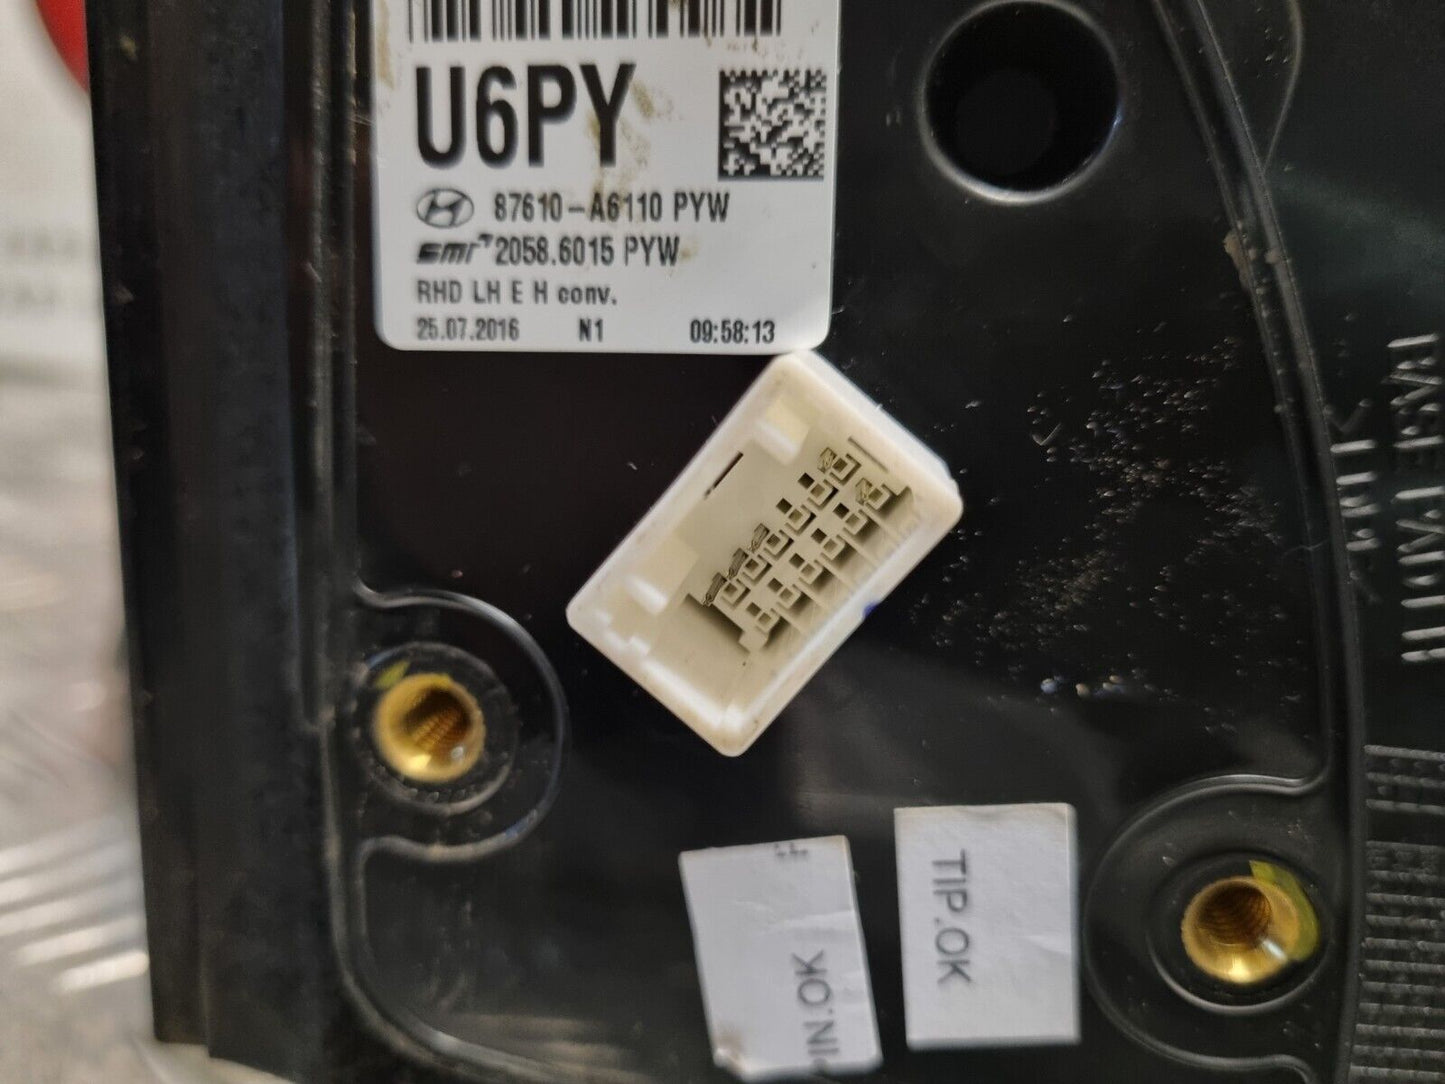 U6PY
87610-A6110 PYW
smr 2058.6015 PYW
RHD LH E H conv.
25.07.2016 N1 09:58:13
TIP.OK